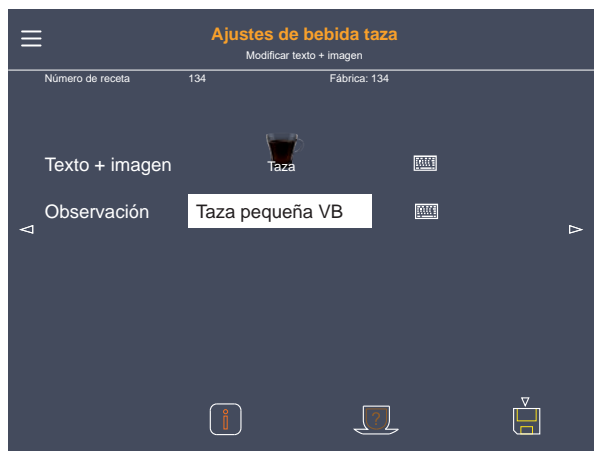 Ajustes de bebida taza
Modificar texto + imagen
Número de receta 134 Fábrica: 134
Texto + imagen Taza
Observación Taza pequeña VB
i ?